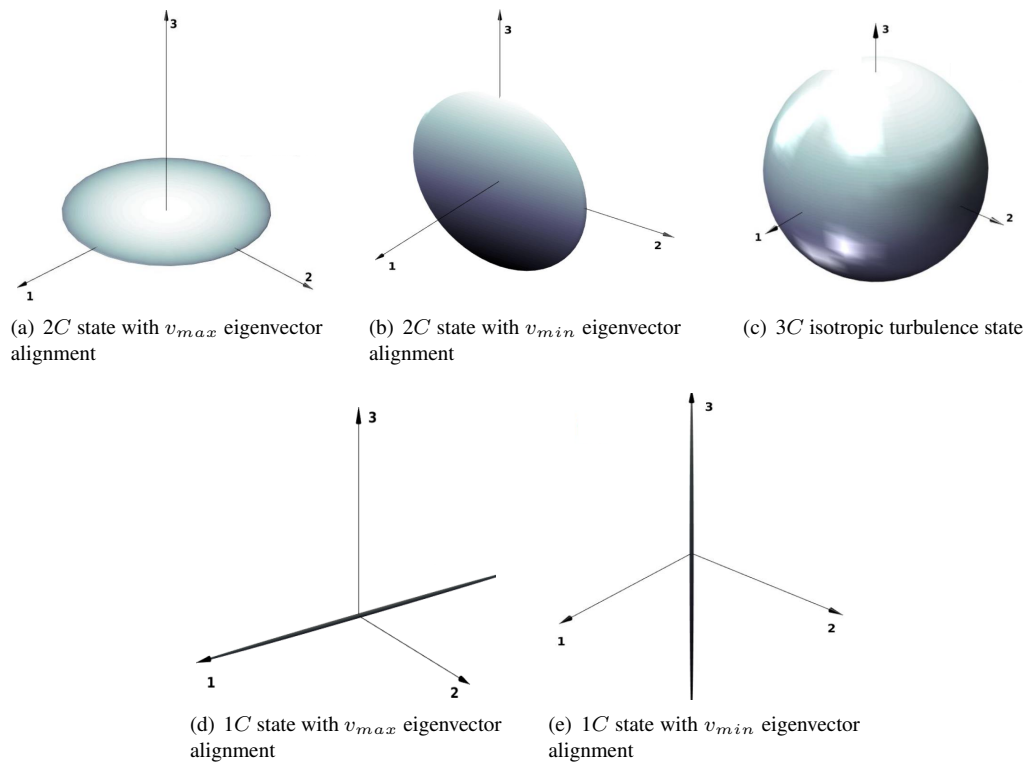 3
1
2
3
1
2
3
1
2
(a) 2C state with v_max eigenvector
alignment
(b) 2C state with v_min eigenvector
alignment
(c) 3C isotropic turbulence state
3
1
2
3
1
2
(d) 1C state with v_max eigenvector
alignment
(e) 1C state with v_min eigenvector
alignment